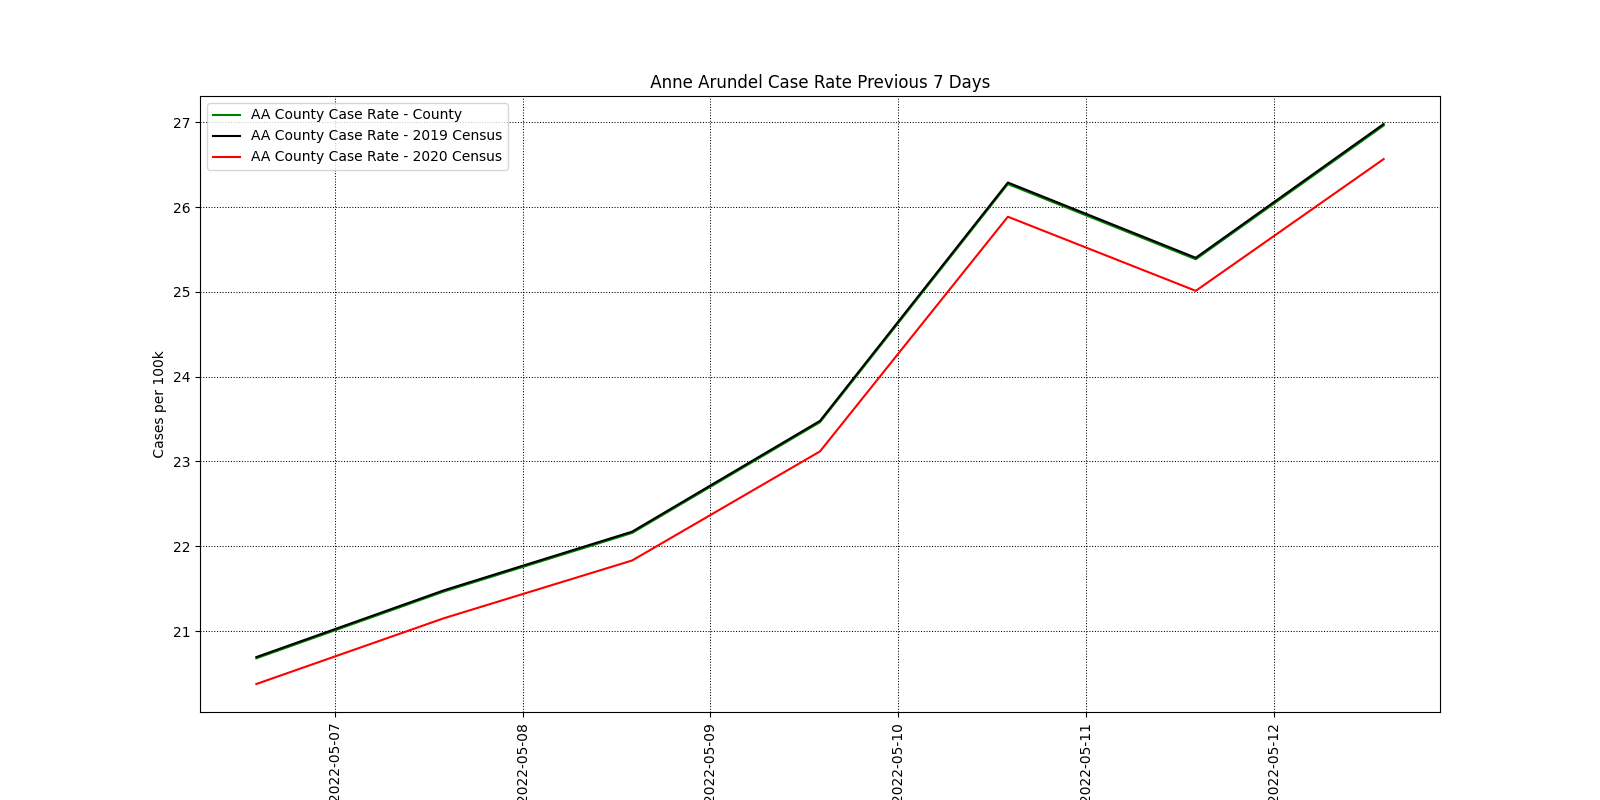 Anne Arundel Case Rate Previous 7 Days
AA County Case Rate - County
AA County Case Rate - 2019 Census
AA County Case Rate - 2020 Census
27
26
25
24
23
22
21
Cases per 100k
2022-05-07
2022-05-08
2022-05-09
2022-05-10
2022-05-11
2022-05-12